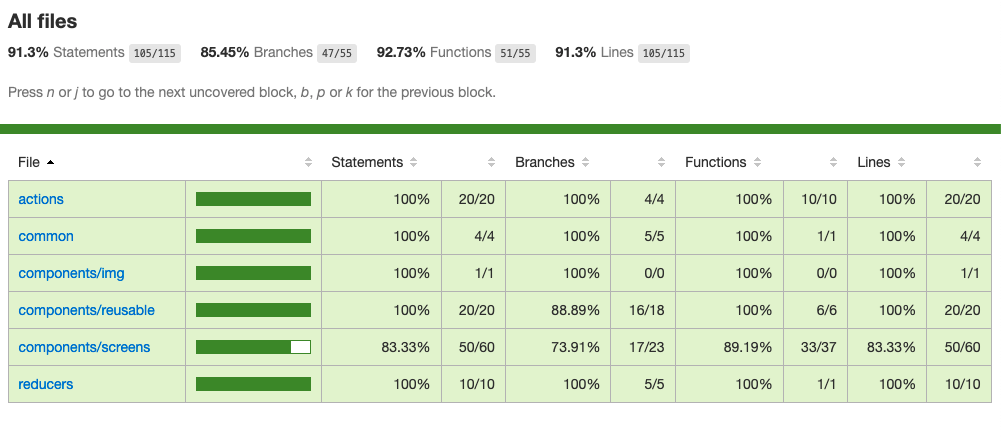 All files
91.3% Statements 105/115 85.45% Branches 47/55 92.73% Functions 51/55 91.3% Lines 105/115
Press n or j to go to the next uncovered block, b, p or k for the previous block.
File Statements Branches Functions Lines
actions 100% 20/20 100% 4/4 100% 10/10 100% 20/20
common 100% 4/4 100% 5/5 100% 1/1 100% 4/4
components/img 100% 1/1 100% 0/0 100% 0/0 100% 1/1
components/reusable 100% 20/20 88.89% 16/18 100% 6/6 100% 20/20
components/screens 83.33% 50/60 73.91% 17/23 89.19% 33/37 83.33% 50/60
reducers 100% 10/10 100% 5/5 100% 1/1 100% 10/10